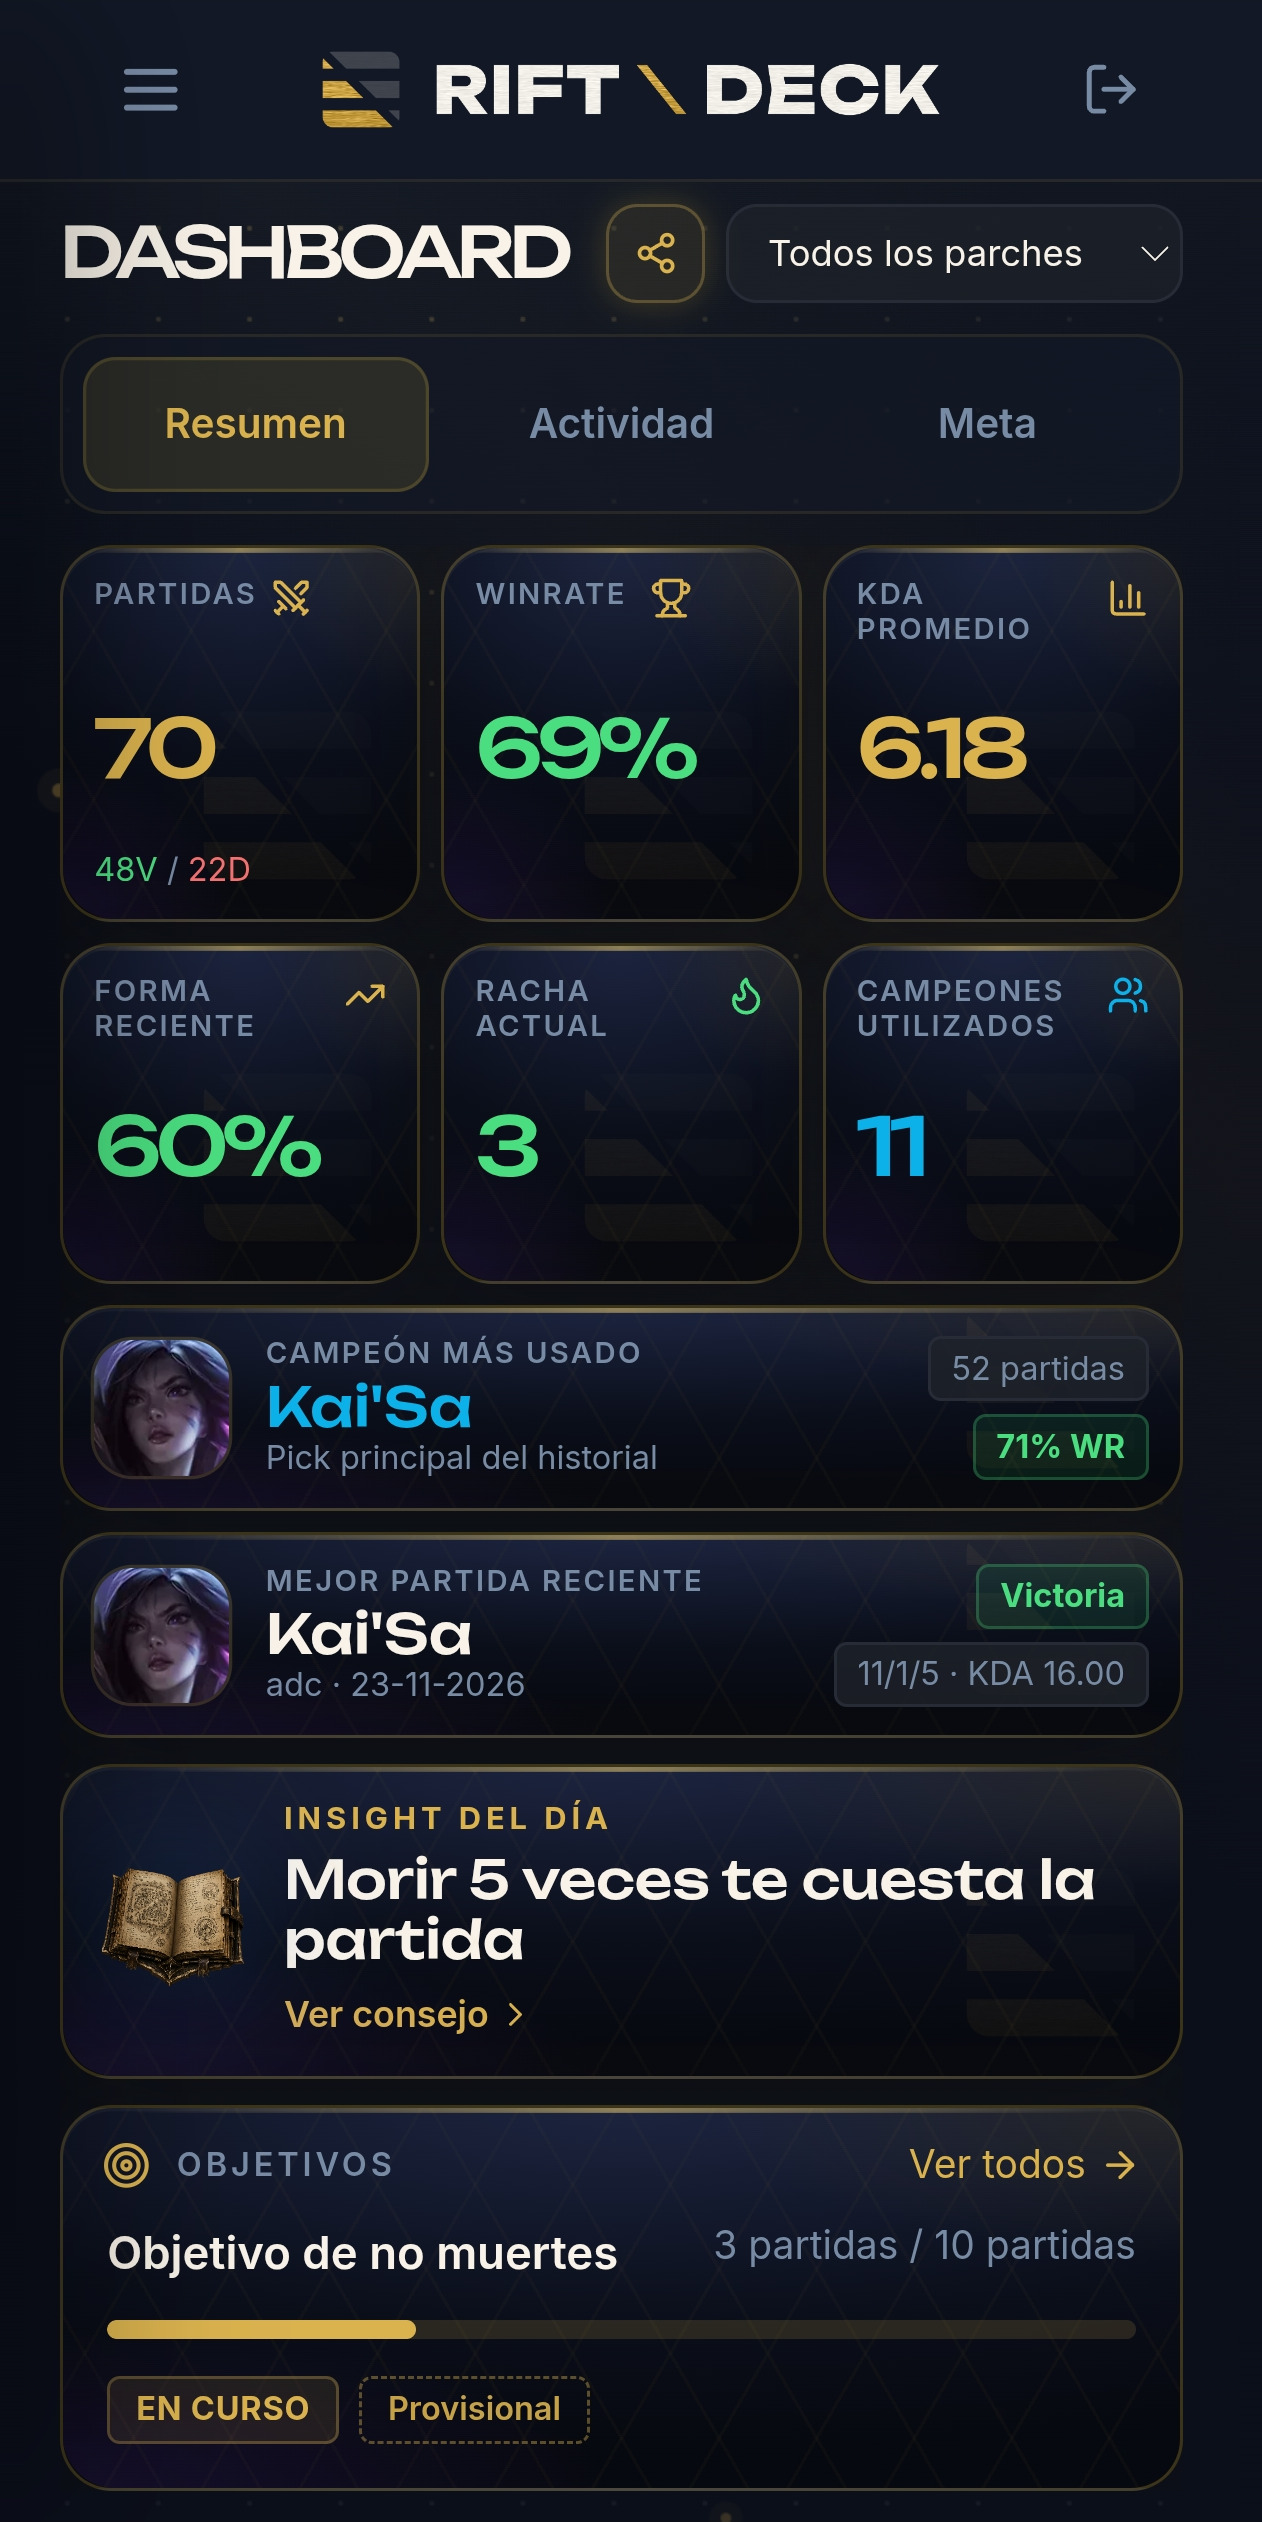 RIFT \ DECK
DASHBOARD
Todos los parches
Resumen
Actividad
Meta
PARTIDAS
70
48V / 22D
WINRATE
69%
KDA
PROMEDIO
6.18
FORMA
RECIENTE
60%
RACHA
ACTUAL
3
CAMPEONES
UTILIZADOS
11
CAMPEÓN MÁS USADO
Kai'Sa
Pick principal del historial
52 partidas
71% WR
MEJOR PARTIDA RECIENTE
Kai'Sa
adc · 23-11-2026
Victoria
11/1/5 · KDA 16.00
INSIGHT DEL DÍA
Morir 5 veces te cuesta la
partida
Ver consejo
OBJETIVOS
Ver todos
Objetivo de no muertes
3 partidas / 10 partidas
EN CURSO
Provisional